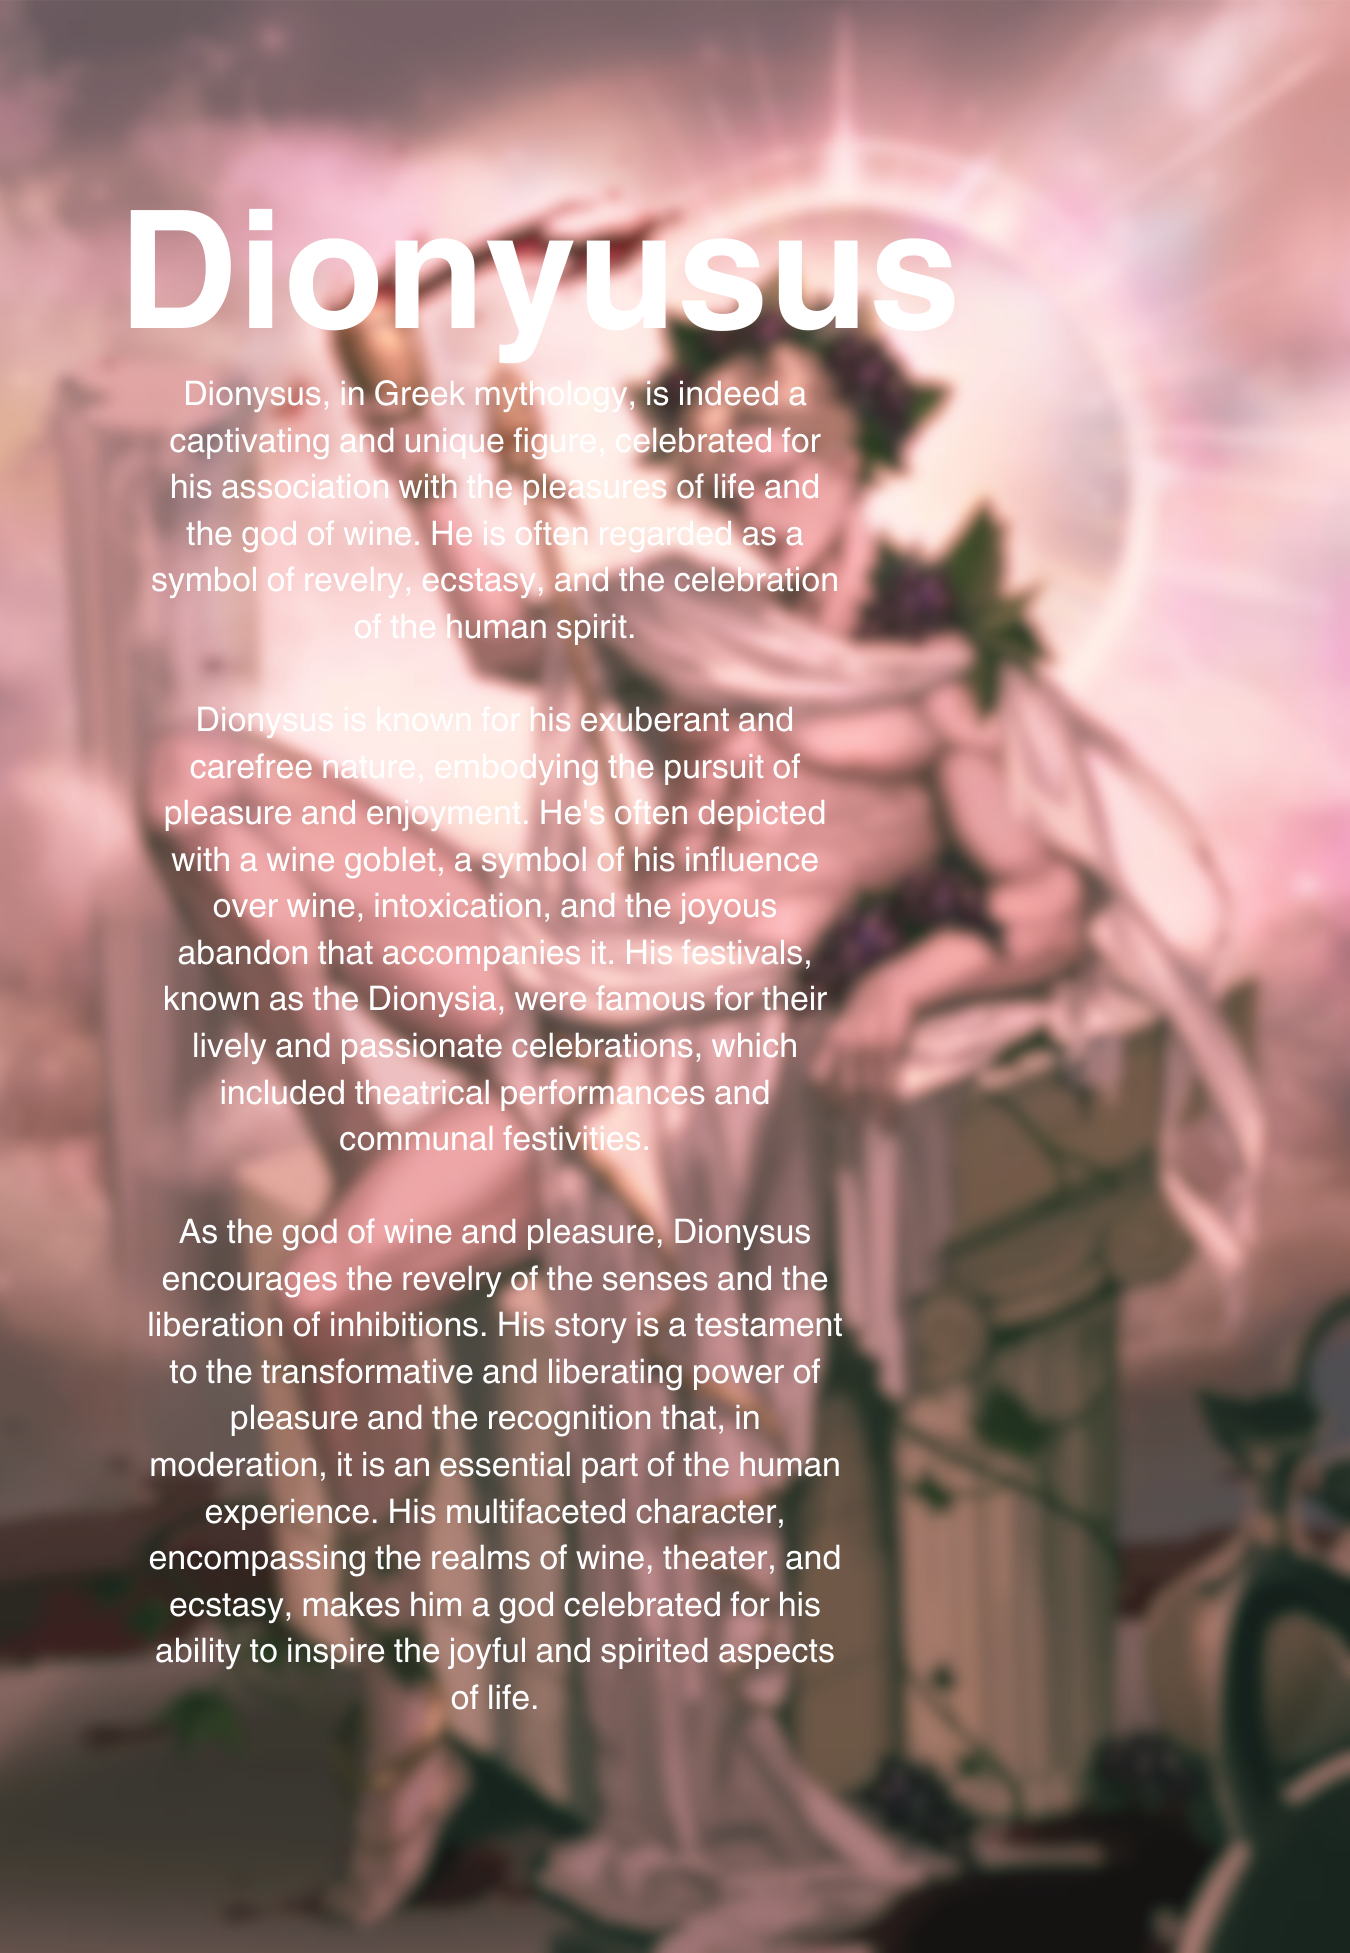 Dionyusus
Dionysus, in Greek mythology, is indeed a
captivating and unique figure, celebrated for
his association with the pleasures of life and
the god of wine. He is often regarded as a
symbol of revelry, ecstasy, and the celebration
of the human spirit.
Dionysus is known for his exuberant and
carefree nature, embodying the pursuit of
pleasure and enjoyment. He's often depicted
with a wine goblet, a symbol of his influence
over wine, intoxication, and the joyous
abandon that accompanies it. His festivals,
known as the Dionysia, were famous for their
lively and passionate celebrations, which
included theatrical performances and
communal festivities.
As the god of wine and pleasure, Dionysus
encourages the revelry of the senses and the
liberation of inhibitions. His story is a testament
to the transformative and liberating power of
pleasure and the recognition that, in
moderation, it is an essential part of the human
experience. His multifaceted character,
encompassing the realms of wine, theater, and
ecstasy, makes him a god celebrated for his
ability to inspire the joyful and spirited aspects
of life.